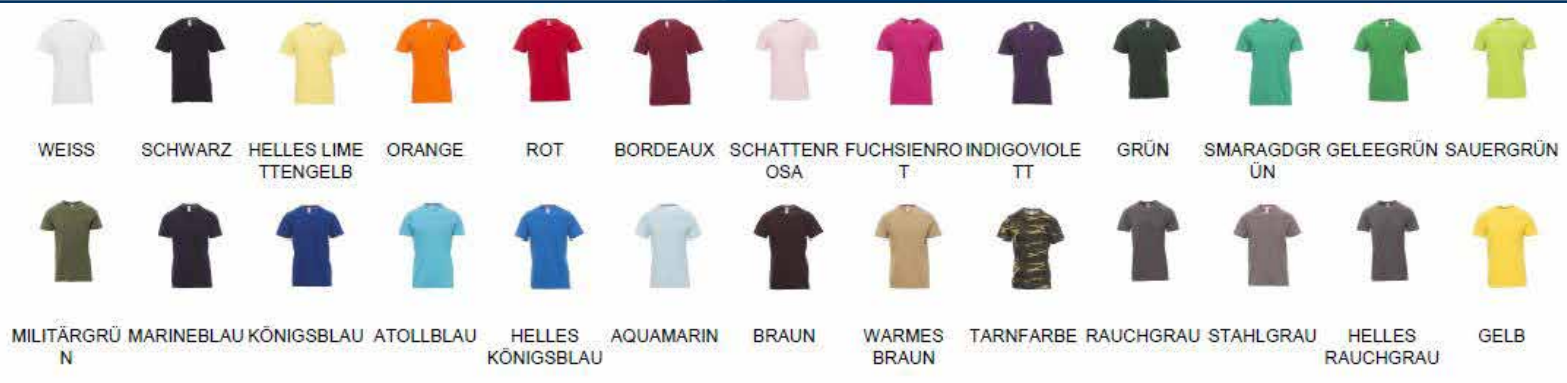 WEISS SCHWARZ HELLES LIME ORANGE ROT BORDEAUX SCHATTENR FUCHSIENRO INDIGOVIOLE GRÜN SMARAGDGR GELEEGRÜN SAUERGRÜN
TTENGELB OSA T TT ÜN
MILITÄRGRÜ MARINEBLAU KÖNIGSBLAU ATOLLBLAU HELLES AQUAMARIN BRAUN WARMES TARNFARBE RAUCHGRAU STAHLGRAU HELLES GELB
N KÖNIGSBLAU BRAUN RAUCHGRAU